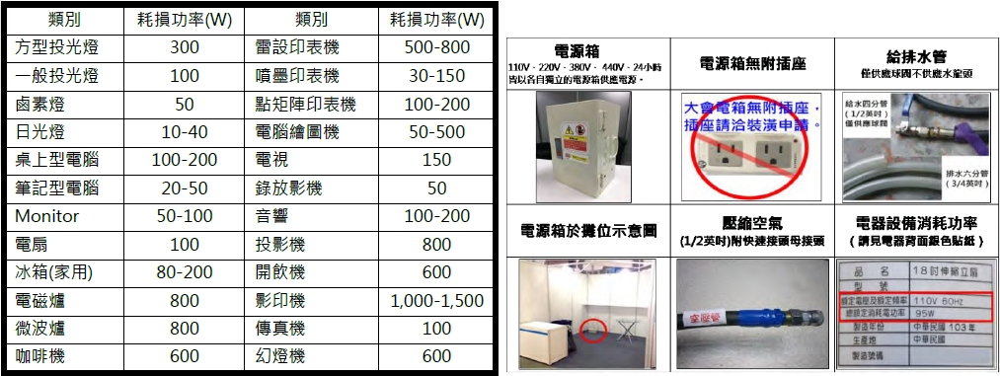 類別 耗損功率(W) 類別 耗損功率(W)
方型投光燈 300 雷設印表機 500-800
一般投光燈 100 噴墨印表機 30-150
鹵素燈 50 點矩陣印表機 100-200
日光燈 10-40 電腦繪圖機 50-500
桌上型電腦 100-200 電視 150
筆記型電腦 20-50 錄放影機 50
Monitor 50-100 音響 100-200
電扇 100 投影機 800
冰箱(家用) 80-200 開飲機 600
電磁爐 800 影印機 1,000-1,500
微波爐 800 傳真機 100
咖啡機 600 幻燈機 600
電源箱
110V、220V、380V、440V、24小時
皆以各自獨立的電源箱供應電源。
電源箱無附插座
大會電箱無附插座，
插座請洽裝潢申請。
給排水管
僅供應球閥不供應水龍頭
給水四分管
(1/2英吋)
僅供應球閥
排水六分管
(3/4英吋)
電源箱於攤位示意圖
壓縮空氣
(1/2英吋)附快速接頭母接頭
空壓管
電器設備消耗功率
(請見電器背面銀色貼紙)
品名 18吋伸縮立扇
型號
額定電壓及額定頻率 110V 60Hz
總額定消耗電功率 95W
製造年份 中華民國 103年
生產地 中華民國
製造號碼